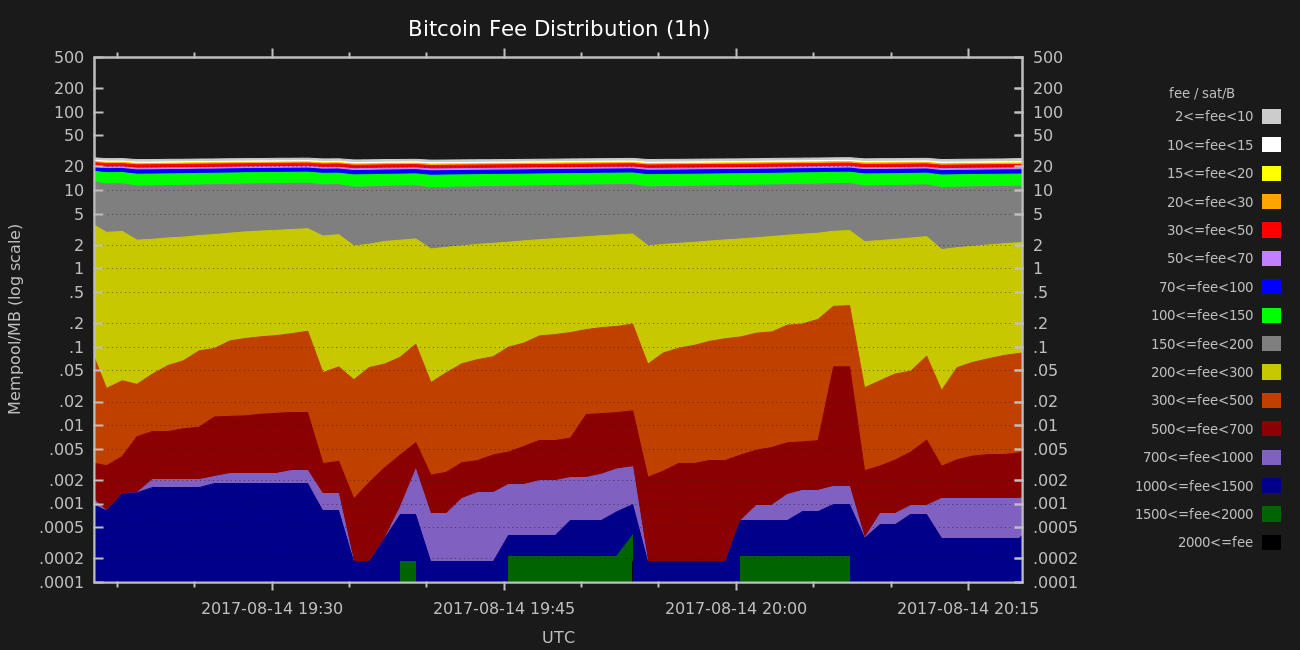 Bitcoin Fee Distribution (1h)
500 500
200 200
100 100
50 50
20 20
10 10
5 5
2 2
1 1
.5 .5
.2 .2
.1 .1
.05 .05
.02 .02
.01 .01
.005 .005
.002 .002
.001 .001
.0005 .0005
.0002 .0002
.0001 .0001
Mempool/MB (log scale)
2017-08-14 19:30 2017-08-14 19:45 2017-08-14 20:00 2017-08-14 20:15
UTC
fee / sat/B
2<=fee<10
10<=fee<15
15<=fee<20
20<=fee<30
30<=fee<50
50<=fee<70
70<=fee<100
100<=fee<150
150<=fee<200
200<=fee<300
300<=fee<500
500<=fee<700
700<=fee<1000
1000<=fee<1500
1500<=fee<2000
2000<=fee